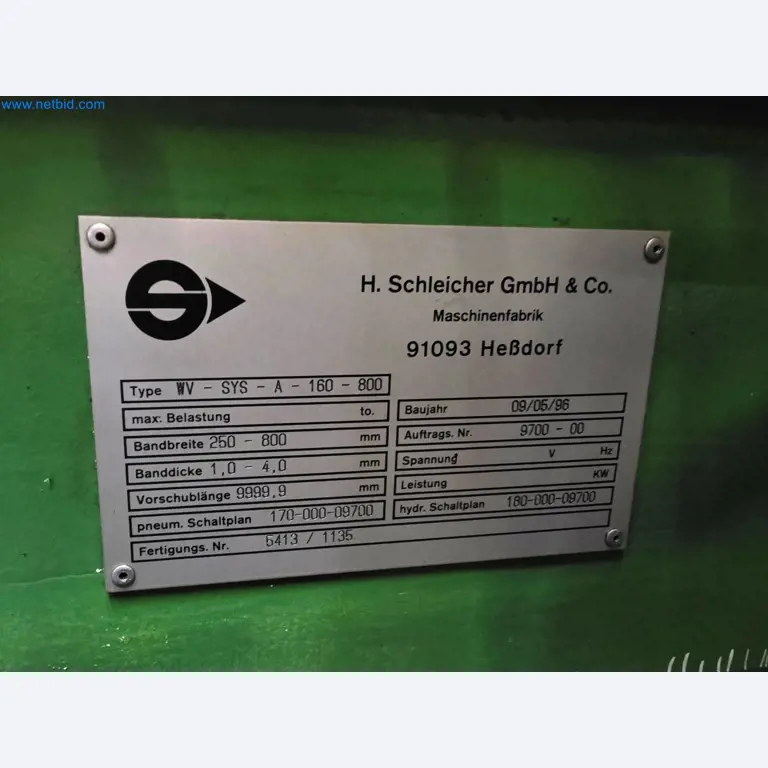 www.netbid.com
S
H. Schleicher GmbH & Co.
Maschinenfabrik
91093 Heßdorf
Type WV - SYS - A - 160 - 800
max. Belastung to.
Bandbreite 250 - 800 mm
Banddicke 1,0 - 4,0 mm
Vorschublänge 9999,9 mm
pneum. Schaltplan 170-000-09700
Fertigungs. Nr. 5413 / 1135
Baujahr 09/05/96
Auftrags. Nr. 9700 - 00
Spannung V Hz
Leistung KW
hydr. Schaltplan 180-000-09700